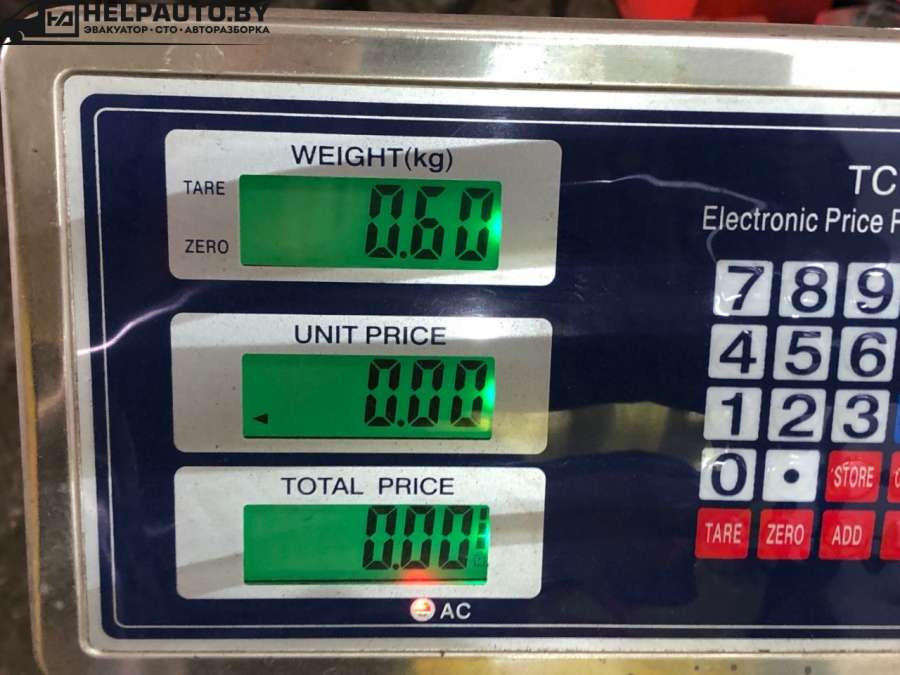 HELPAUTO.BY
ЭВАКУАТОР · СТО · АВТОРАЗБОРКА
WEIGHT(kg)
TARE
0.60
ZERO
TC
Electronic Price
UNIT PRICE
0.00
TOTAL PRICE
0.00
AC
7 8 9
4 5 6
1 2 3
0 . STORE
TARE ZERO ADD